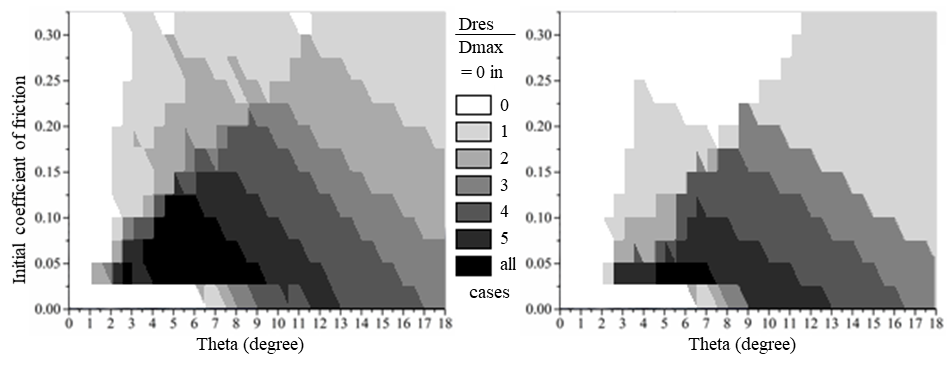 Initial coefficient of friction
0.30
0.25
0.20
0.15
0.10
0.05
0.00
0 1 2 3 4 5 6 7 8 9 10 11 12 13 14 15 16 17 18
Theta (degree)
Dres
Dmax
= 0 in
0
1
2
3
4
5
all
cases
0.30
0.25
0.20
0.15
0.10
0.05
0.00
0 1 2 3 5 6 7 8 9 10 11 12 13 14 15 16 17 18
Theta (degree)